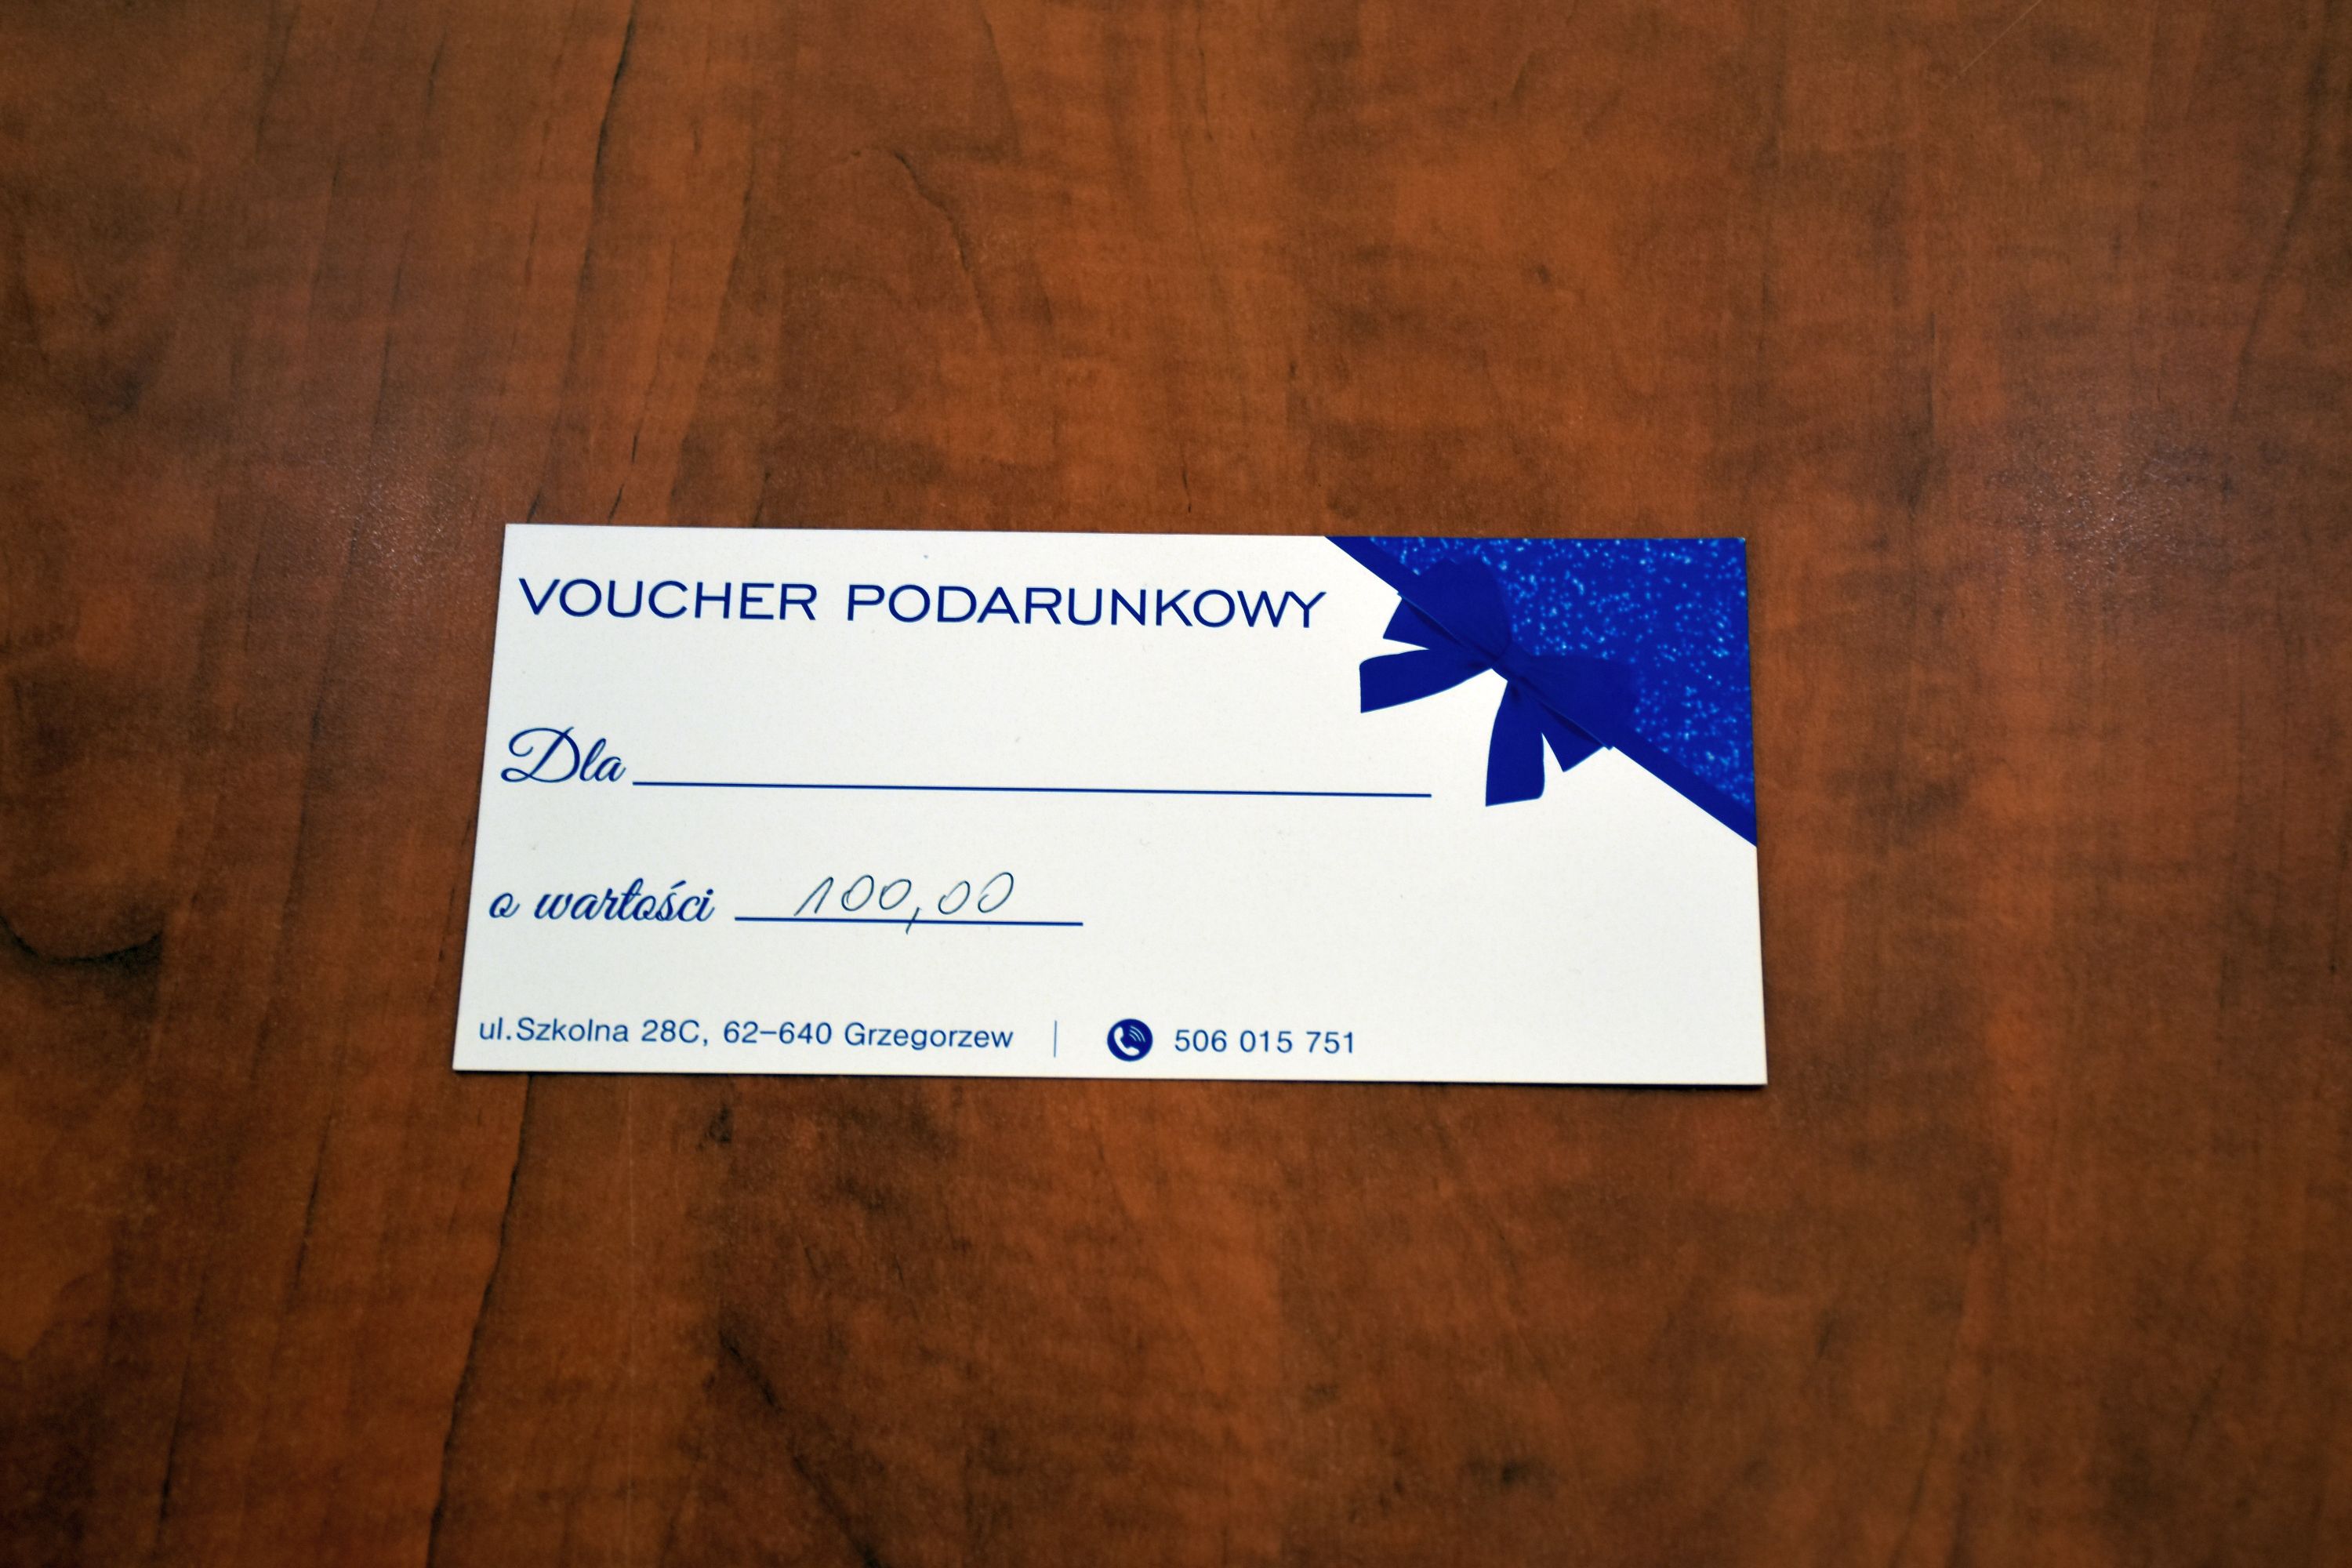 VOUCHER PODARUNKOWY
Dla
o wartości 100,00
ul.Szkolna 28C, 62-640 Grzegorzew | 506 015 751